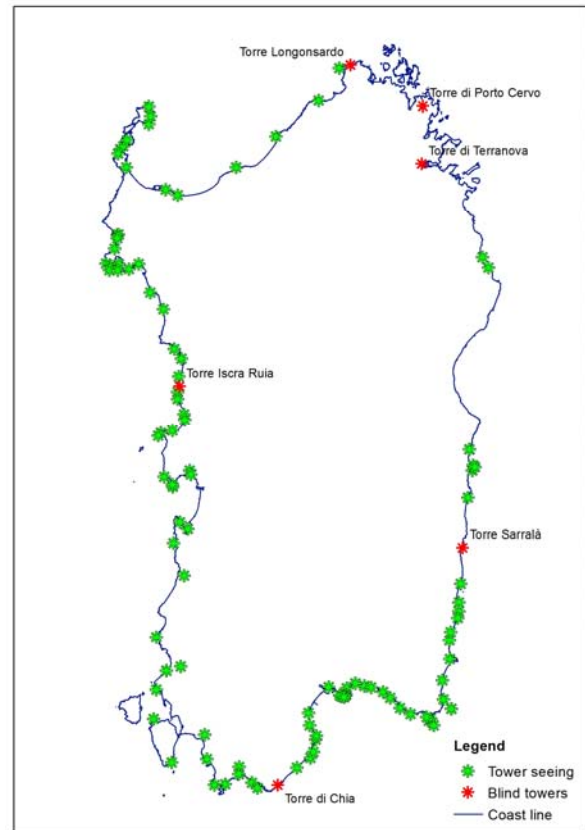 Torre Longonsardo
Torre di Porto Cervo
Torre di Terranova
Torre Iscra Ruia
Torre Sarralà
Torre di Chia
Legend
Tower seeing
Blind towers
Coast line